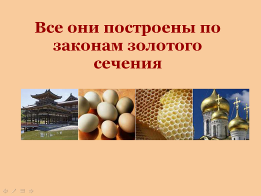 Все они построены по
законам золотого
сечения